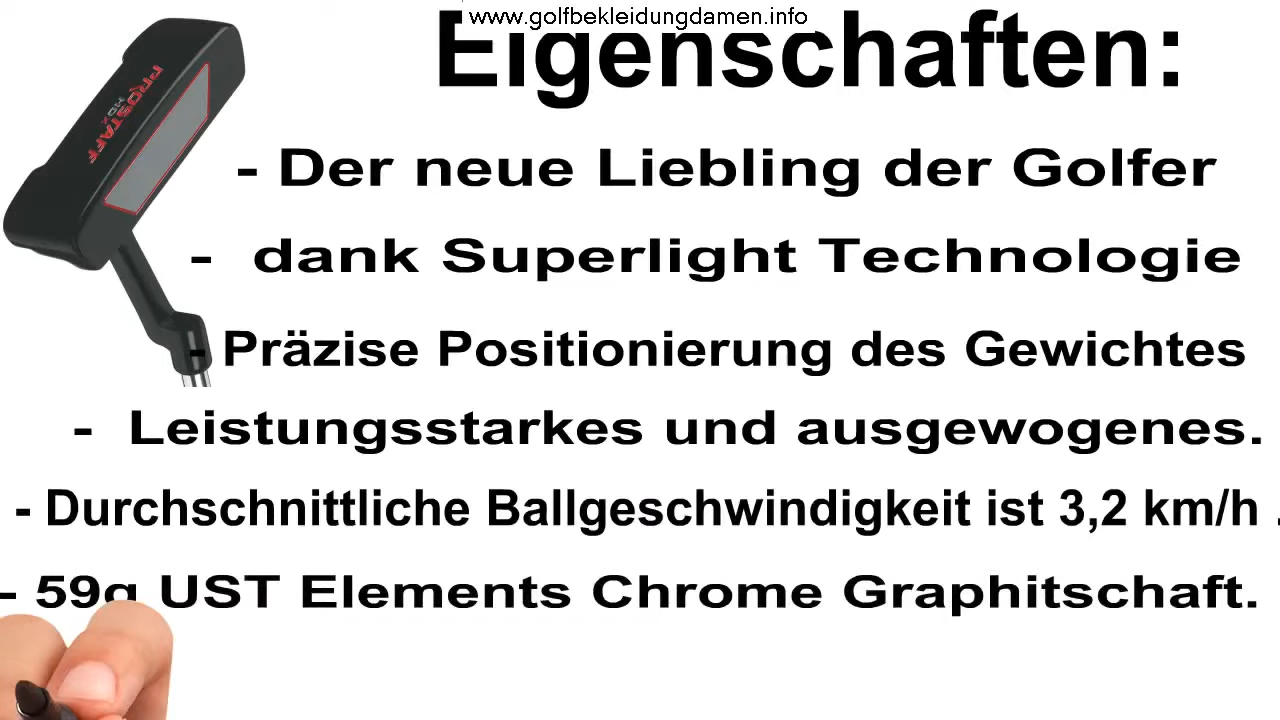 www.golfbekleidungdamen.info
Eigenschaften:
PROSTAFF
HDX
- Der neue Liebling der Golfer
- dank Superlight Technologie
- Präzise Positionierung des Gewichtes
- Leistungsstarkes und ausgewogenes.
- Durchschnittliche Ballgeschwindigkeit ist 3,2 km/h .
- 59g UST Elements Chrome Graphitschaft.